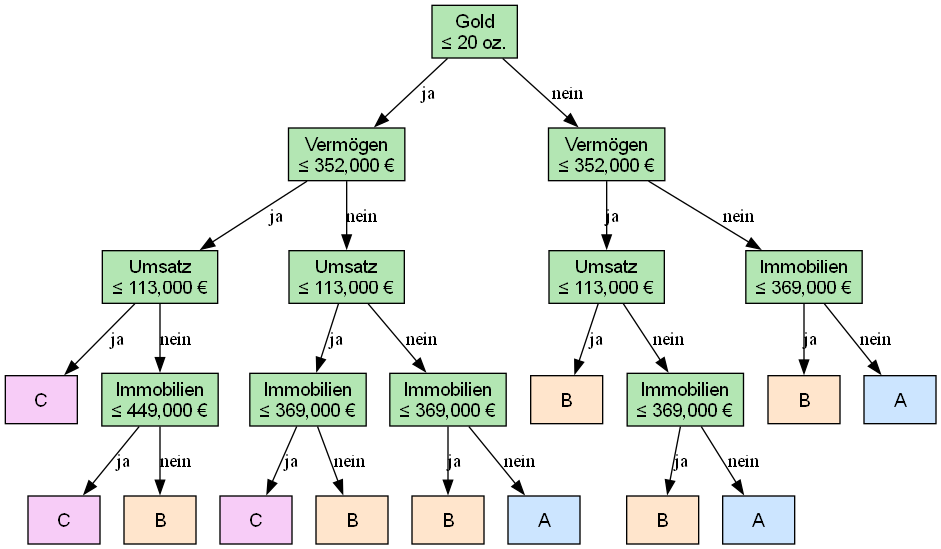 Gold
≤ 20 oz.
ja
nein
Vermögen
≤ 352,000 €
Vermögen
≤ 352,000 €
ja
nein
ja
nein
Umsatz
≤ 113,000 €
Umsatz
≤ 113,000 €
Umsatz
≤ 113,000 €
Immobilien
≤ 369,000 €
ja
nein
ja
nein
ja
nein
ja
nein
C
Immobilien
≤ 449,000 €
Immobilien
≤ 369,000 €
Immobilien
≤ 369,000 €
B
Immobilien
≤ 369,000 €
B
A
ja
nein
ja
nein
ja
nein
ja
nein
C
B
C
B
B
A
B
A